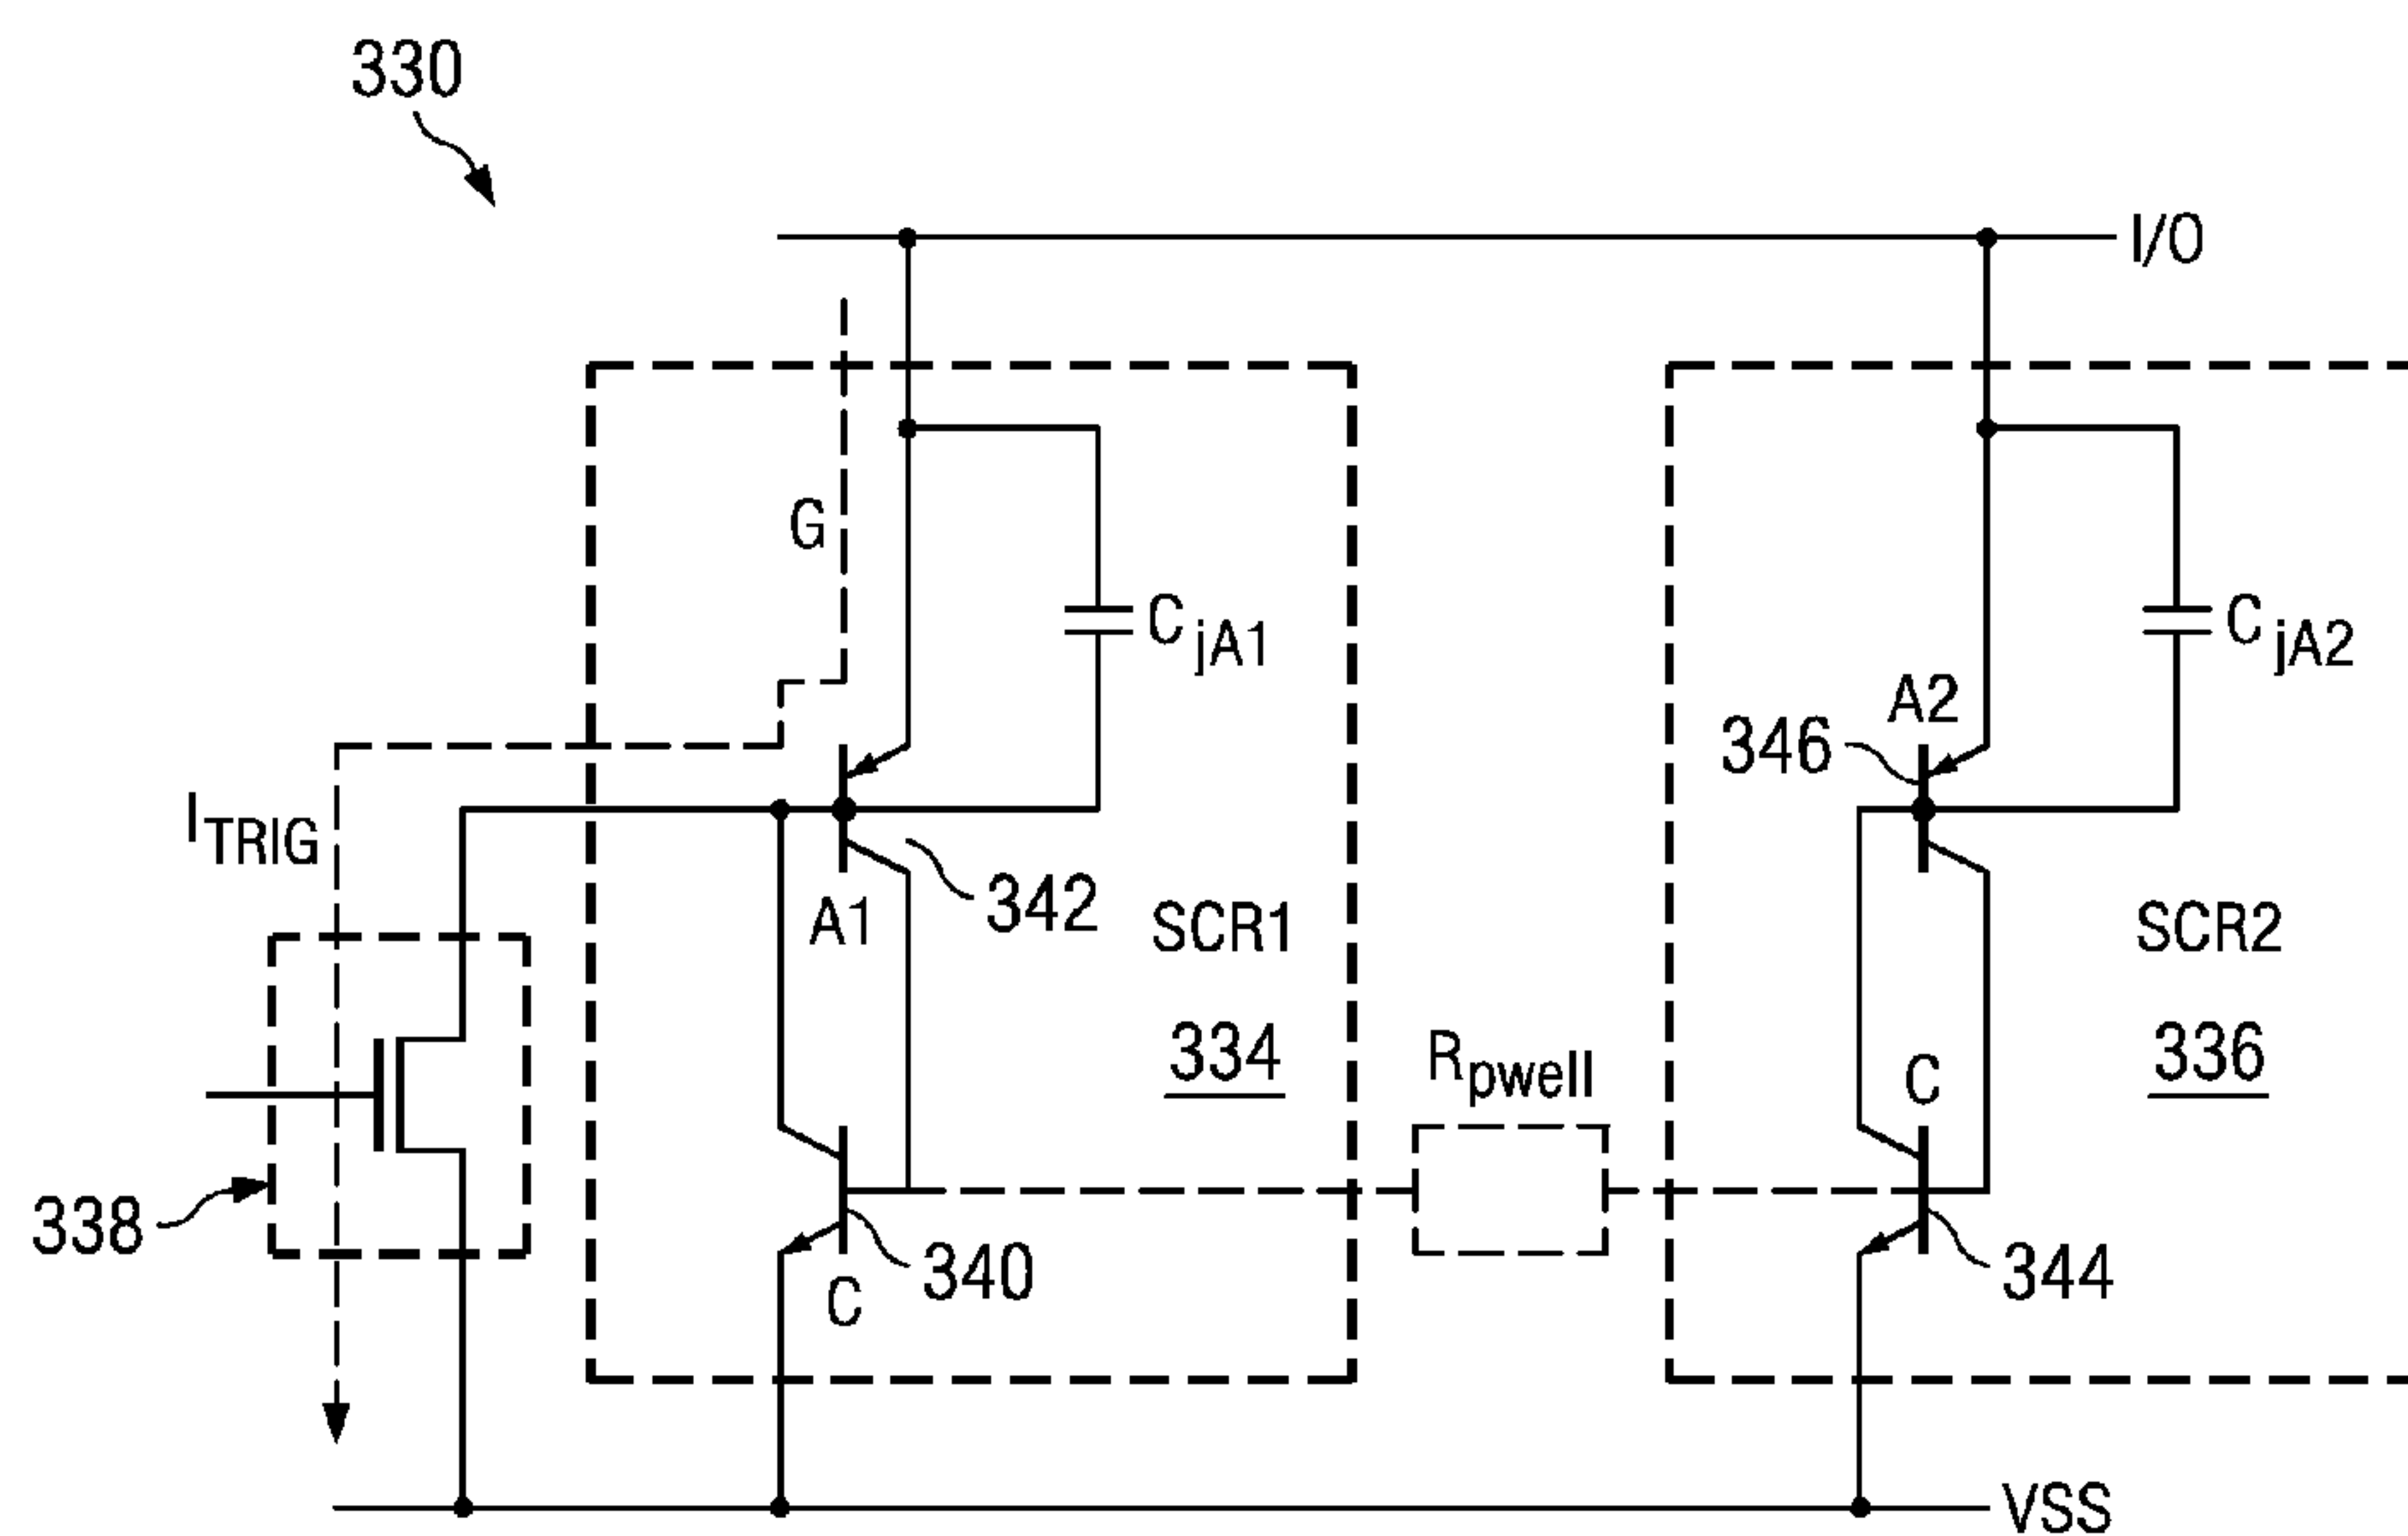 330
I/O
G
CjA1
CjA2
A2
346
ITRIG
342
A1
SCR1
SCR2
334
Rpwell
C
336
338
340
C
344
VSS